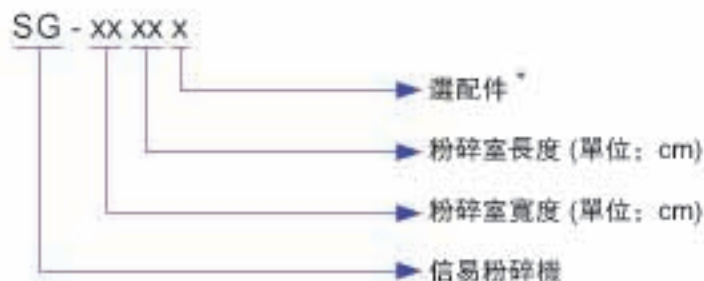 SG - xx xx x
選配件 *
粉碎室長度 (單位: cm)
粉碎室寬度 (單位: cm)
信易粉碎機